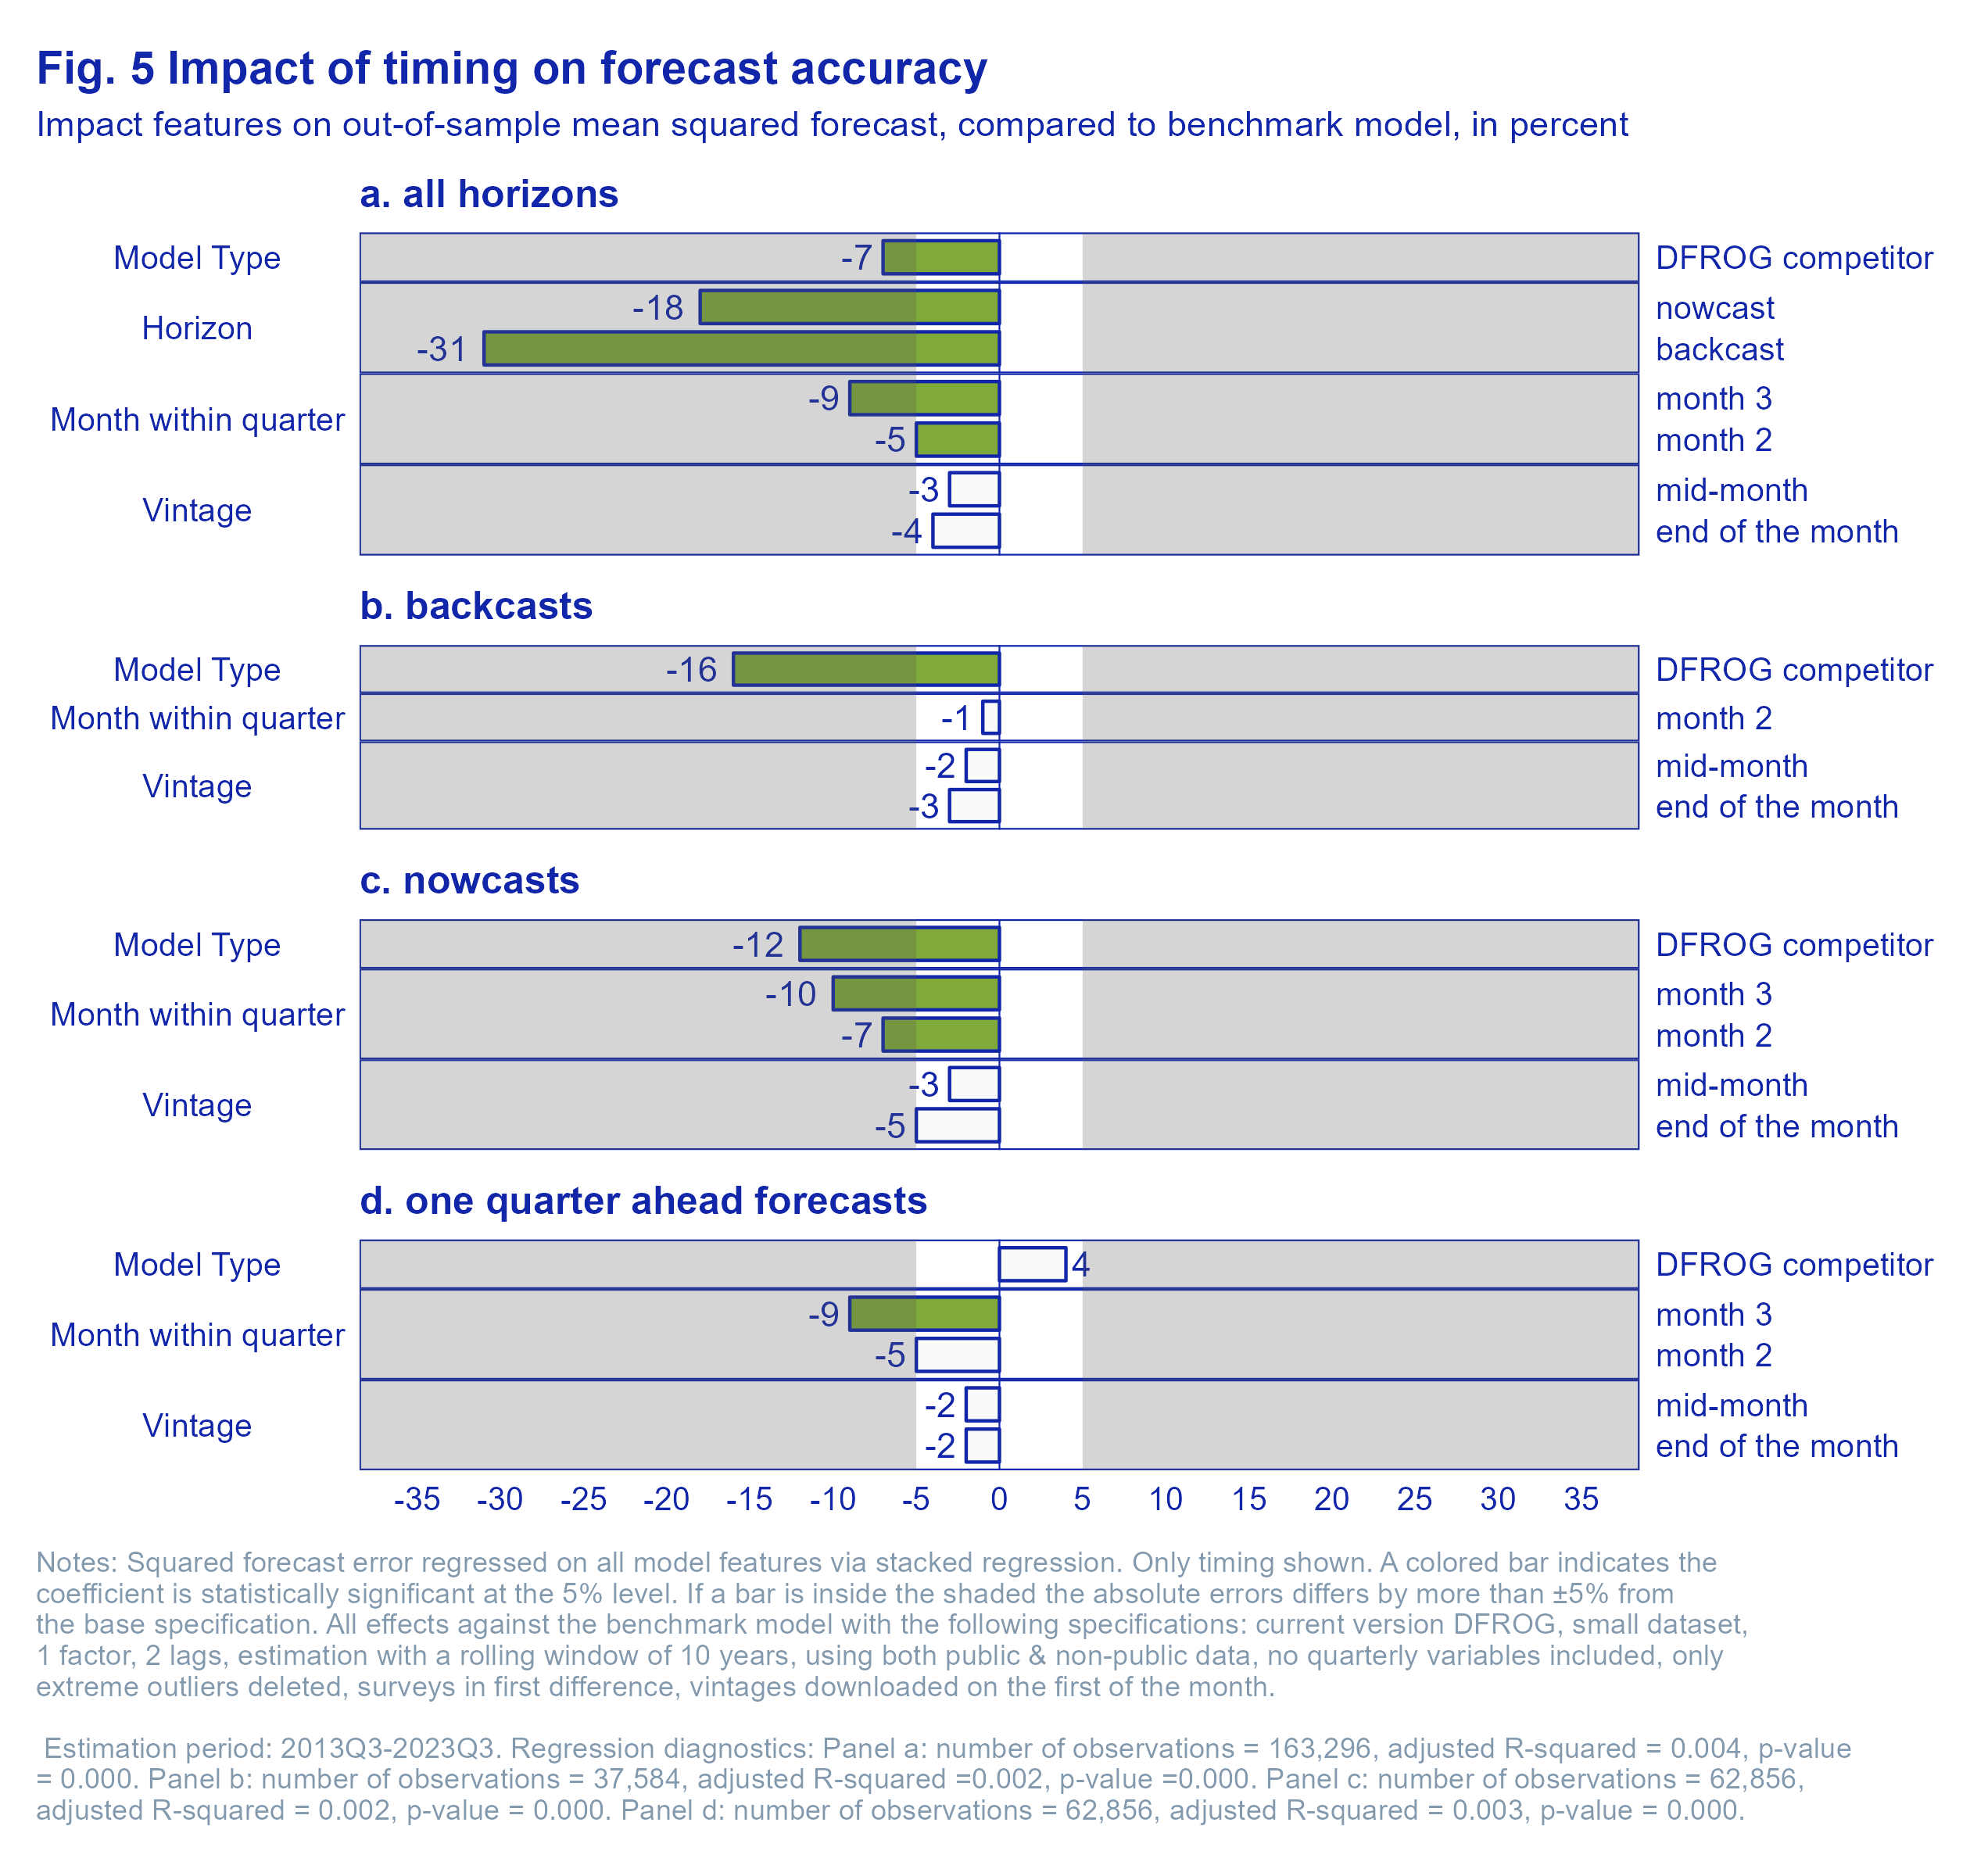 Fig. 5 Impact of timing on forecast accuracy
Impact features on out-of-sample mean squared forecast, compared to benchmark model, in percent
a. all horizons
Model Type -7 DFROG competitor
Horizon
-18 nowcast
-31 backcast
Month within quarter
-9 month 3
-5 month 2
Vintage
-3 mid-month
-4 end of the month
b. backcasts
Model Type -16 DFROG competitor
Month within quarter -1 month 2
Vintage
-2 mid-month
-3 end of the month
c. nowcasts
Model Type -12 DFROG competitor
Month within quarter
-10 month 3
-7 month 2
Vintage
-3 mid-month
-5 end of the month
d. one quarter ahead forecasts
Model Type 4 DFROG competitor
Month within quarter
-9 month 3
-5 month 2
Vintage
-2 mid-month
-2 end of the month
-35 -30 -25 -20 -15 -10 -5 0 5 10 15 20 25 30 35
Notes: Squared forecast error regressed on all model features via stacked regression. Only timing shown. A colored bar indicates the
coefficient is statistically significant at the 5% level. If a bar is inside the shaded the absolute errors differs by more than ±5% from
the base specification. All effects against the benchmark model with the following specifications: current version DFROG, small dataset,
1 factor, 2 lags, estimation with a rolling window of 10 years, using both public & non-public data, no quarterly variables included, only
extreme outliers deleted, surveys in first difference, vintages downloaded on the first of the month.
Estimation period: 2013Q3-2023Q3. Regression diagnostics: Panel a: number of observations = 163,296, adjusted R-squared = 0.004, p-value
= 0.000. Panel b: number of observations = 37,584, adjusted R-squared =0.002, p-value =0.000. Panel c: number of observations = 62,856,
adjusted R-squared = 0.002, p-value = 0.000. Panel d: number of observations = 62,856, adjusted R-squared = 0.003, p-value = 0.000.